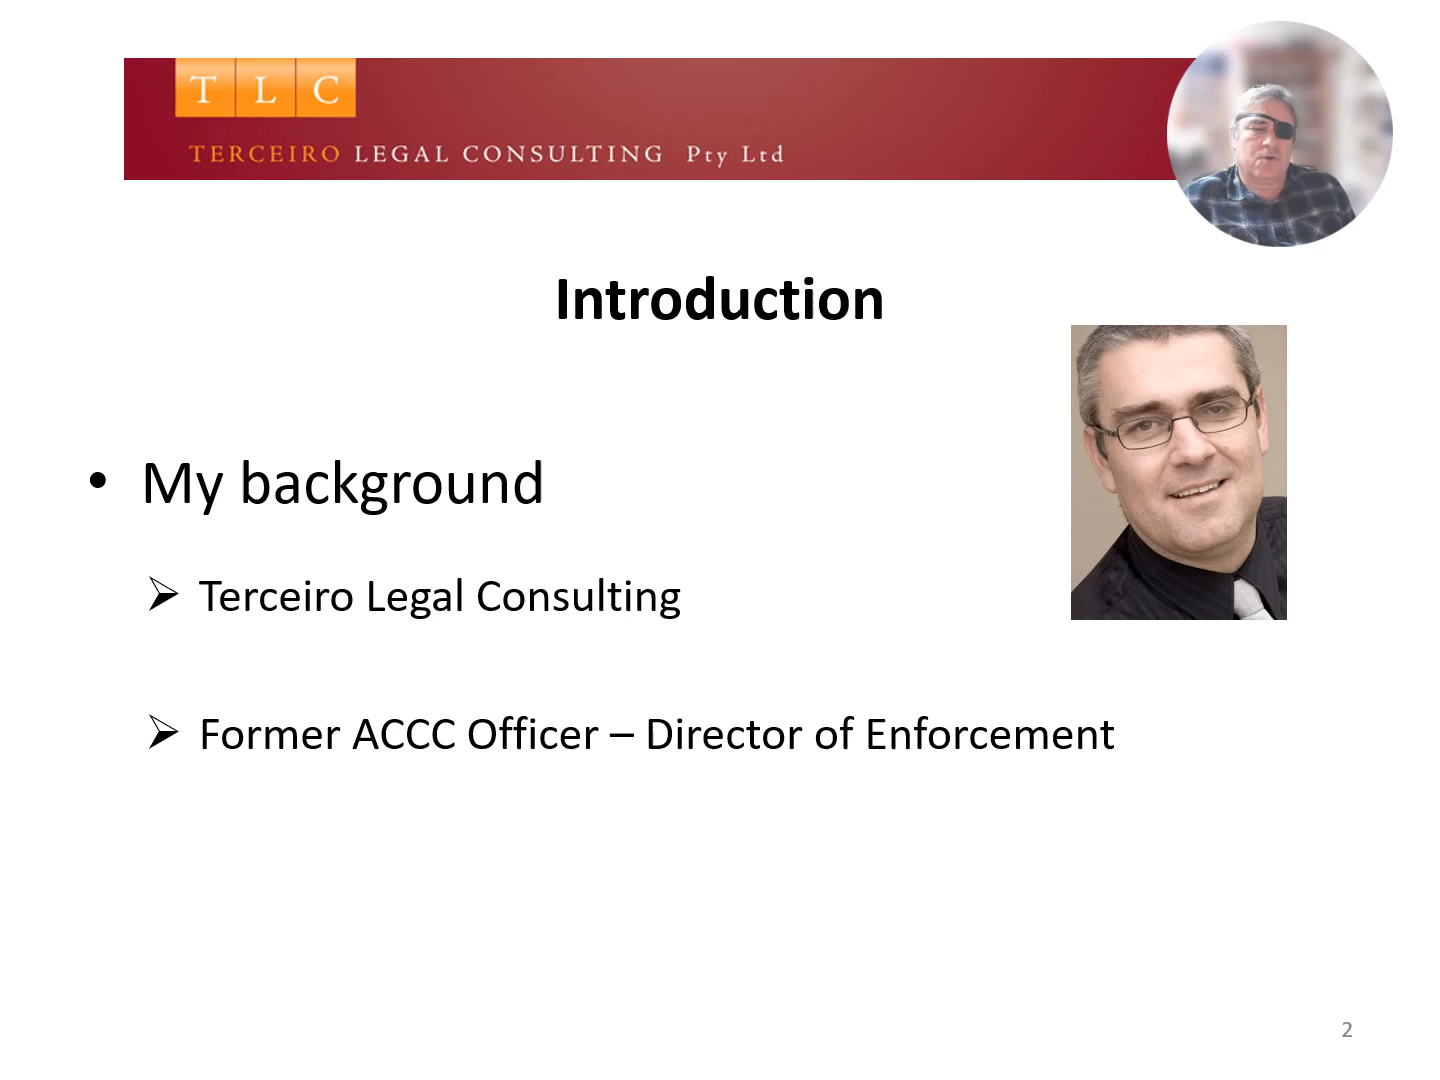 T L C
TERCEIRO LEGAL CONSULTING Pty Ltd
Introduction
• My background
➢ Terceiro Legal Consulting
➢ Former ACCC Officer – Director of Enforcement
2